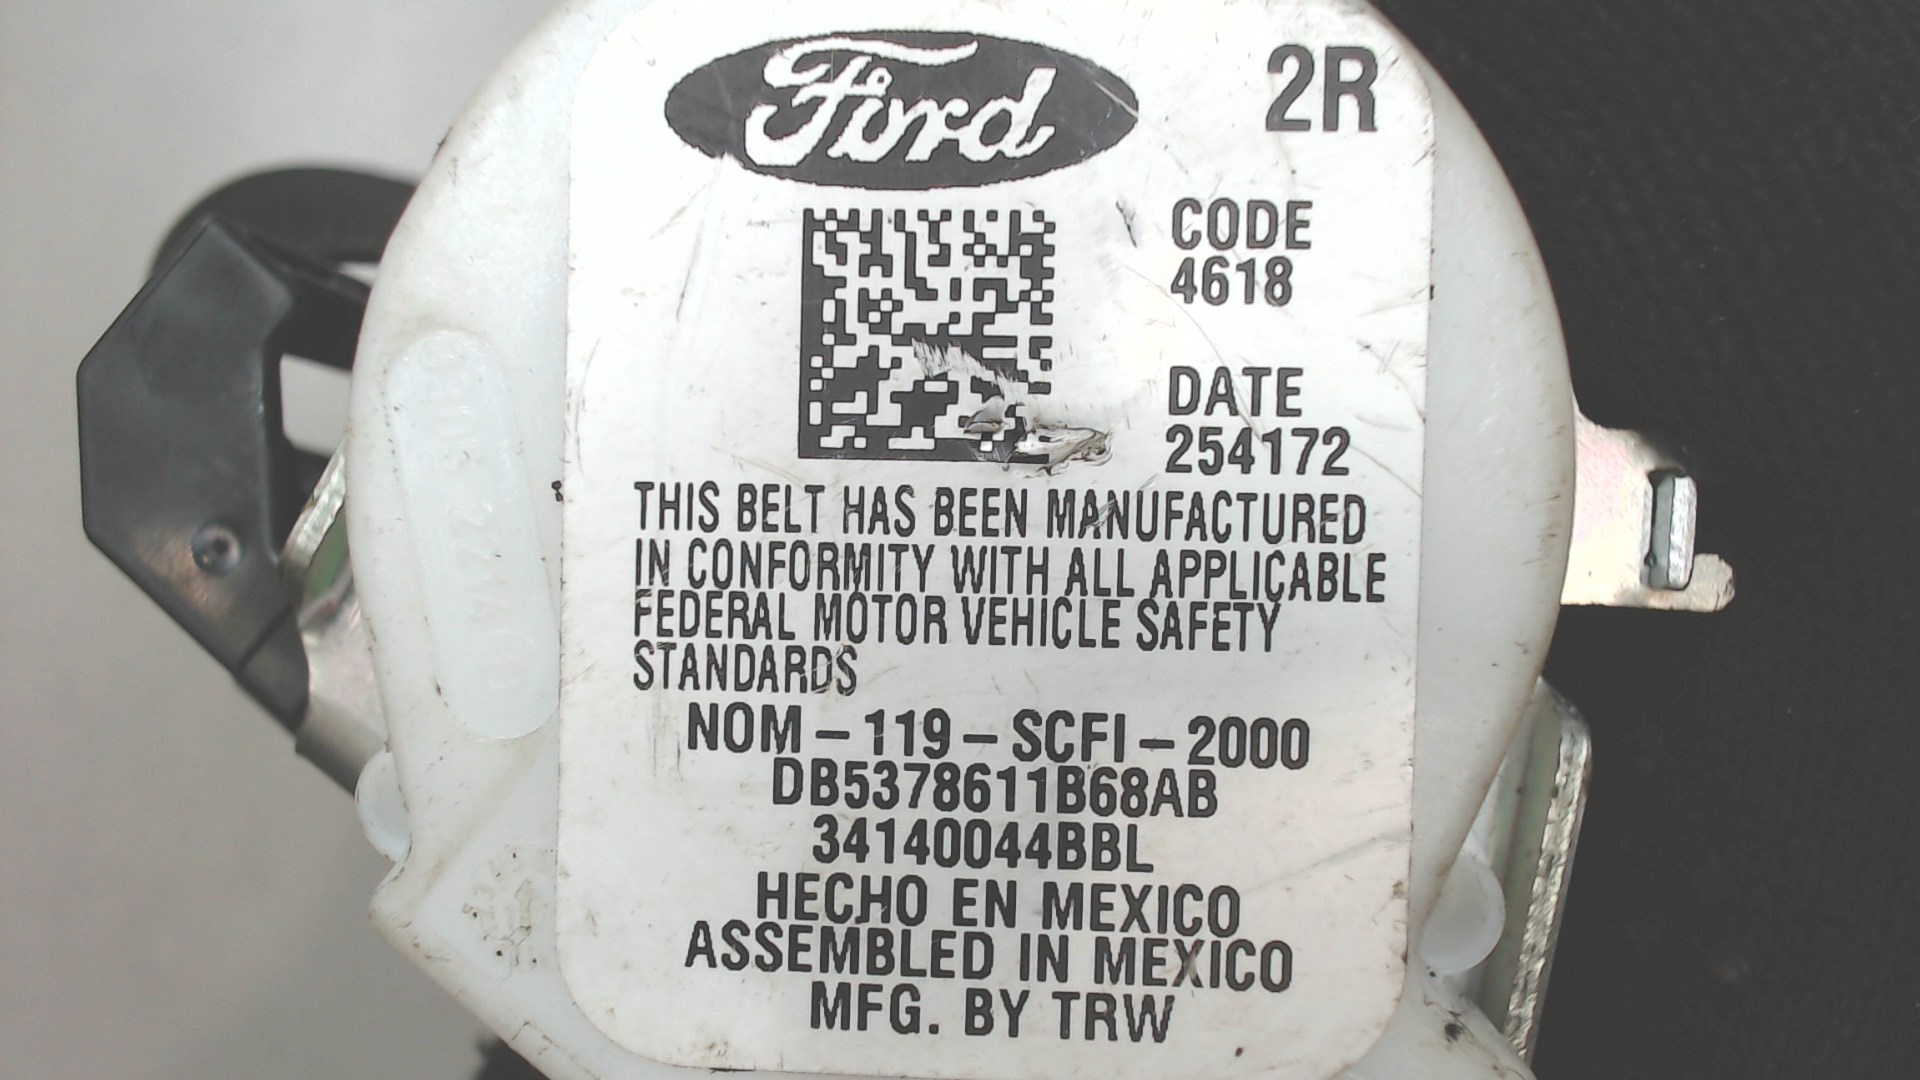 Ford
2R
CODE
4618
DATE
254172
THIS BELT HAS BEEN MANUFACTURED
IN CONFORMITY WITH ALL APPLICABLE
FEDERAL MOTOR VEHICLE SAFETY
STANDARDS
NOM-119-SCFI-2000
DB5378611B68AB
34140044BBL
HECHO EN MEXICO
ASSEMBLED IN MEXICO
MFG. BY TRW